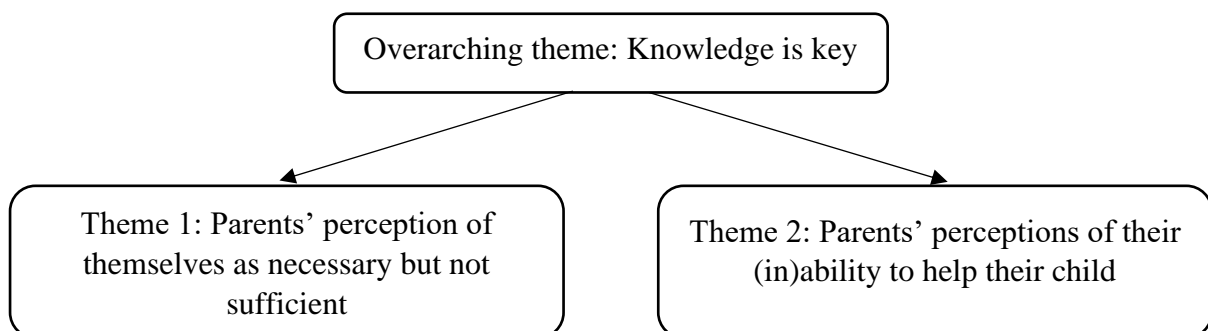 Overarching theme: Knowledge is key
Theme 1: Parents’ perception of
themselves as necessary but not
sufficient
Theme 2: Parents’ perceptions of their
(in)ability to help their child